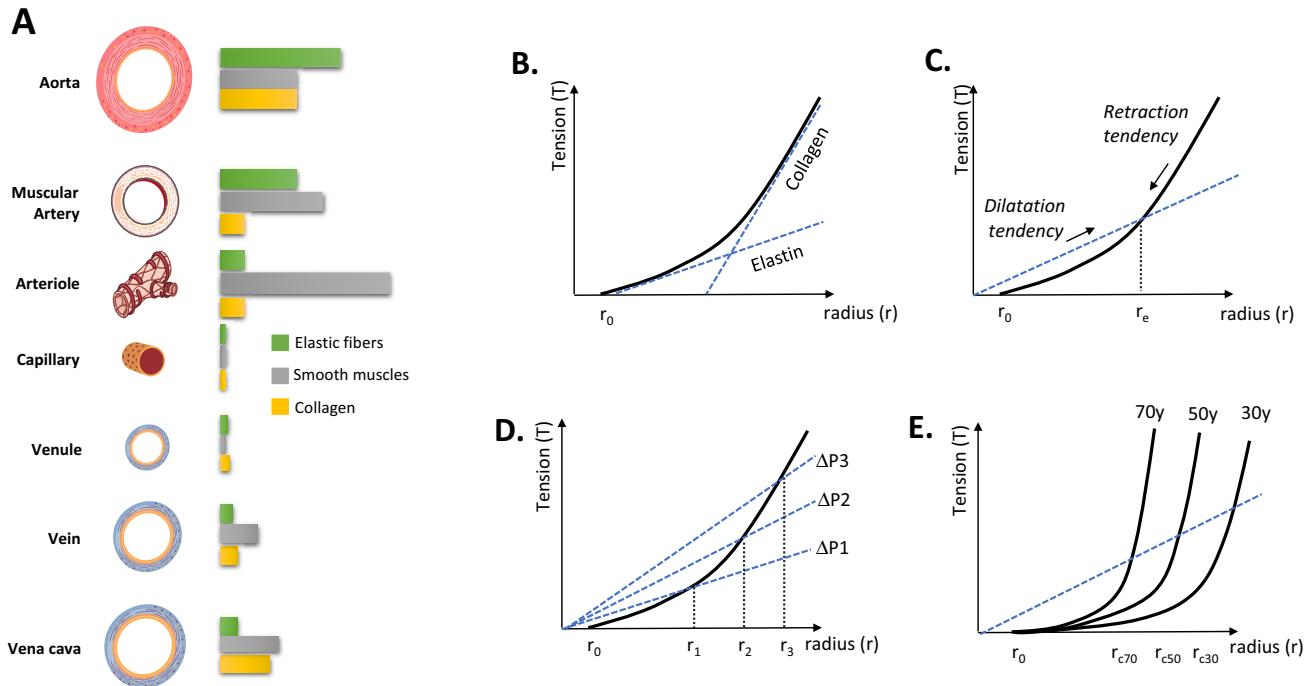 A
Aorta
Muscular
Artery
Arteriole
Capillary
Venule
Vein
Vena cava
Elastic fibers
Smooth muscles
Collagen
B.
Tension (T)
Collagen
Elastin
r₀
radius (r)
C.
Tension (T)
Retraction
tendency
Dilatation
tendency
r₀
rₑ
radius (r)
D.
Tension (T)
ΔP3
ΔP2
ΔP1
r₀
r₁
r₂
r₃
radius (r)
E.
Tension (T)
70y
50y
30y
r₀
rc70
rc50
rc30
radius (r)